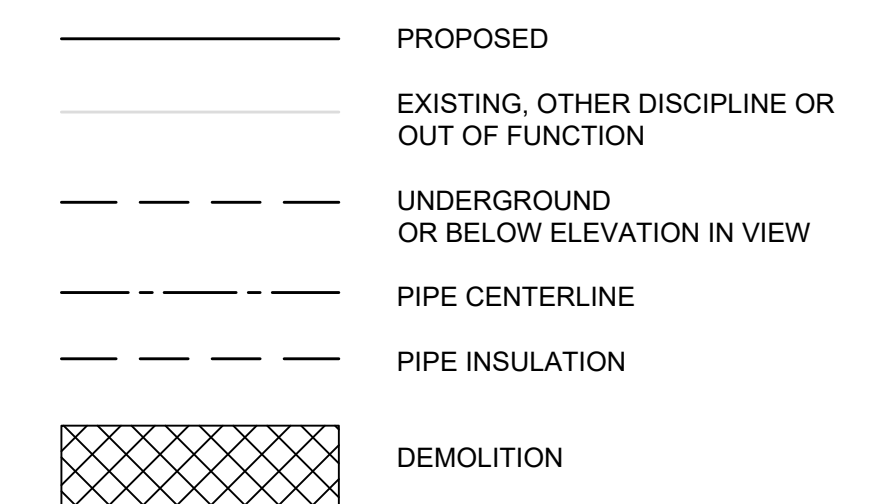 PROPOSED
EXISTING, OTHER DISCIPLINE OR
OUT OF FUNCTION
UNDERGROUND
OR BELOW ELEVATION IN VIEW
PIPE CENTERLINE
PIPE INSULATION
DEMOLITION